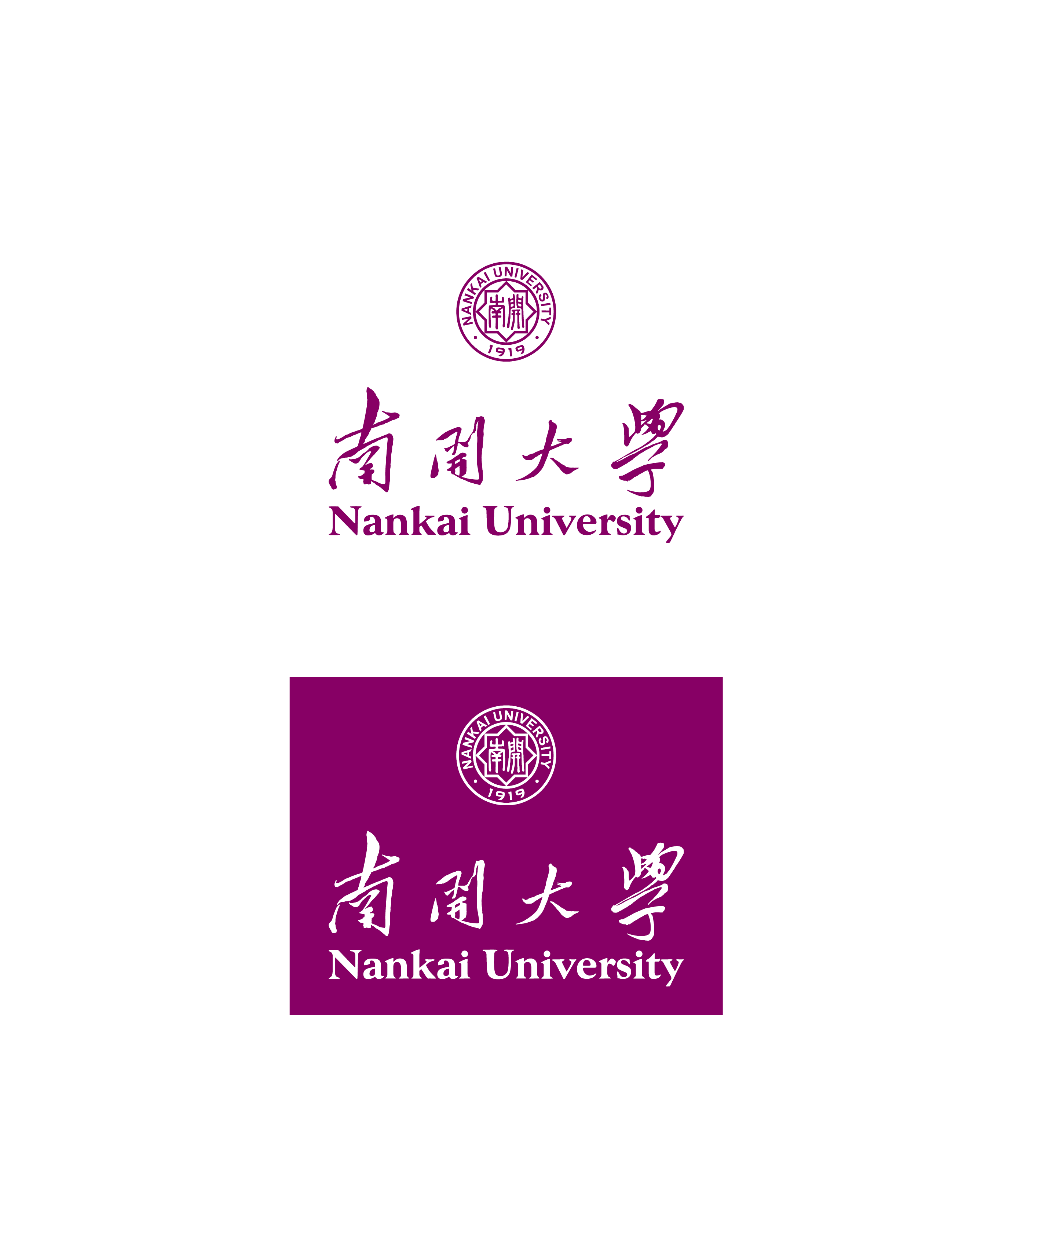 NANKAI UNIVERSITY
南開
· 1919 ·
南開大學
Nankai University
NANKAI UNIVERSITY
南開
· 1919 ·
南開大學
Nankai University